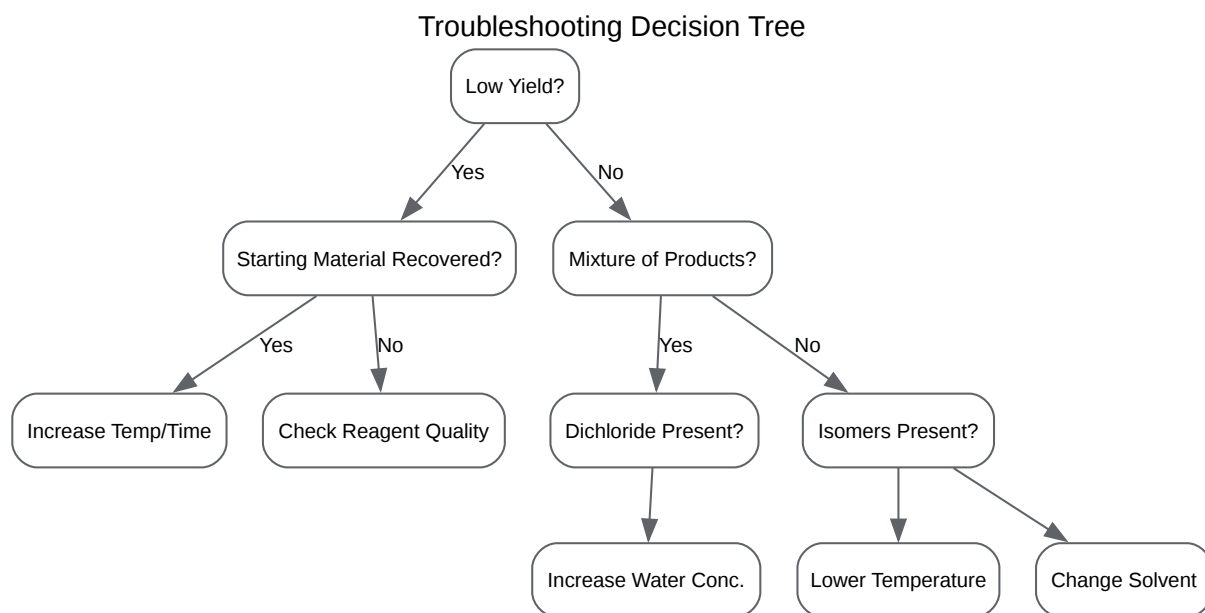 Troubleshooting Decision Tree
Low Yield?
Yes
No
Starting Material Recovered?
Mixture of Products?
Yes
No
Yes
No
Increase Temp/Time
Check Reagent Quality
Dichloride Present?
Isomers Present?
Increase Water Conc.
Lower Temperature
Change Solvent